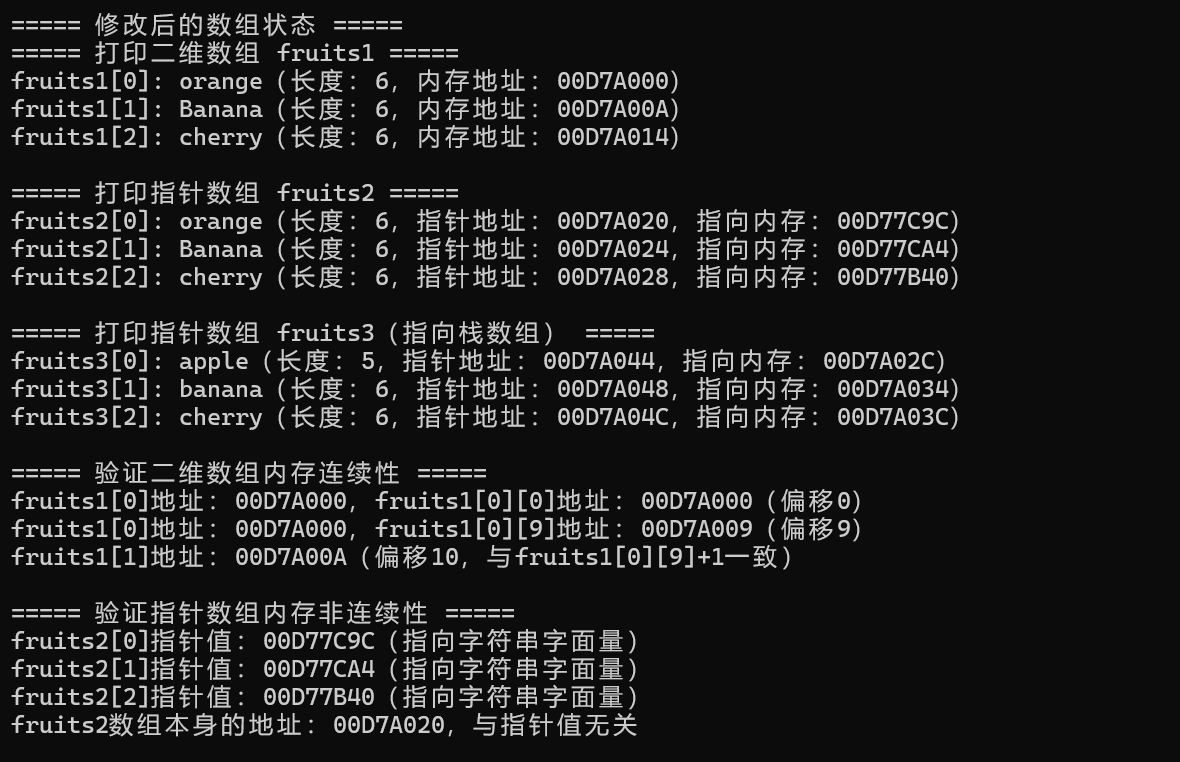 ===== 修改后的数组状态 =====
===== 打印二维数组 fruits1 =====
fruits1[0]: orange（长度: 6, 内存地址: 00D7A000）
fruits1[1]: Banana（长度: 6, 内存地址: 00D7A00A）
fruits1[2]: cherry（长度: 6, 内存地址: 00D7A014）
===== 打印指针数组 fruits2 =====
fruits2[0]: orange（长度: 6, 指针地址: 00D7A020, 指向内存: 00D77C9C）
fruits2[1]: Banana（长度: 6, 指针地址: 00D7A024, 指向内存: 00D77CA4）
fruits2[2]: cherry（长度: 6, 指针地址: 00D7A028, 指向内存: 00D77B40）
===== 打印指针数组 fruits3（指向栈数组） =====
fruits3[0]: apple（长度: 5, 指针地址: 00D7A044, 指向内存: 00D7A02C）
fruits3[1]: banana（长度: 6, 指针地址: 00D7A048, 指向内存: 00D7A034）
fruits3[2]: cherry（长度: 6, 指针地址: 00D7A04C, 指向内存: 00D7A03C）
===== 验证二维数组内存连续性 =====
fruits1[0]地址: 00D7A000, fruits1[0][0]地址: 00D7A000（偏移0）
fruits1[0]地址: 00D7A000, fruits1[0][9]地址: 00D7A009（偏移9）
fruits1[1]地址: 00D7A00A（偏移10, 与fruits1[0][9]+1一致）
===== 验证指针数组内存非连续性 =====
fruits2[0]指针值: 00D77C9C（指向字符串字面量）
fruits2[1]指针值: 00D77CA4（指向字符串字面量）
fruits2[2]指针值: 00D77B40（指向字符串字面量）
fruits2数组本身的地址: 00D7A020, 与指针值无关